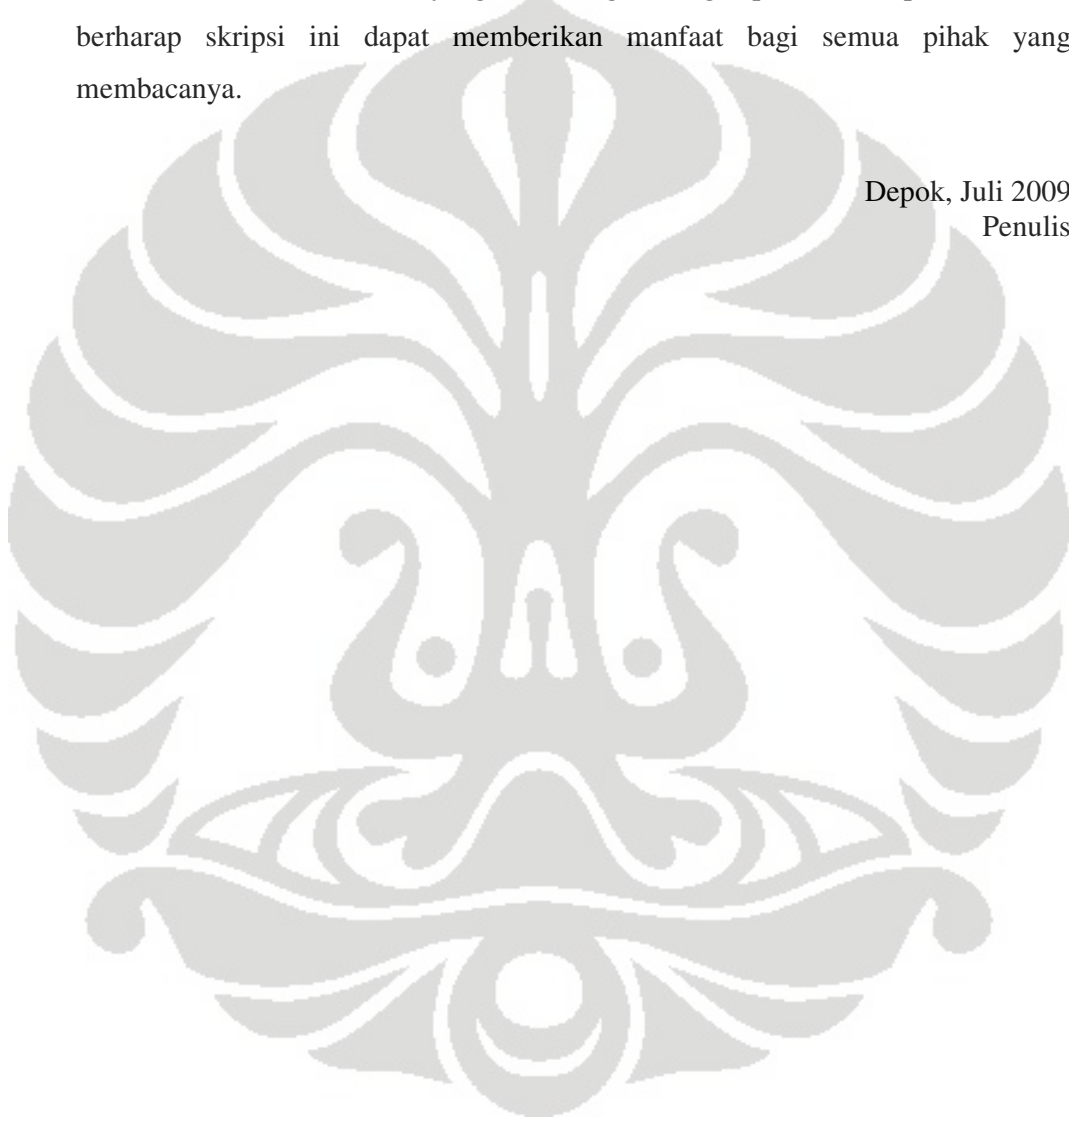 berharap skripsi ini dapat memberikan manfaat bagi semua pihak yang
membacanya.
Depok, Juli 2009
Penulis